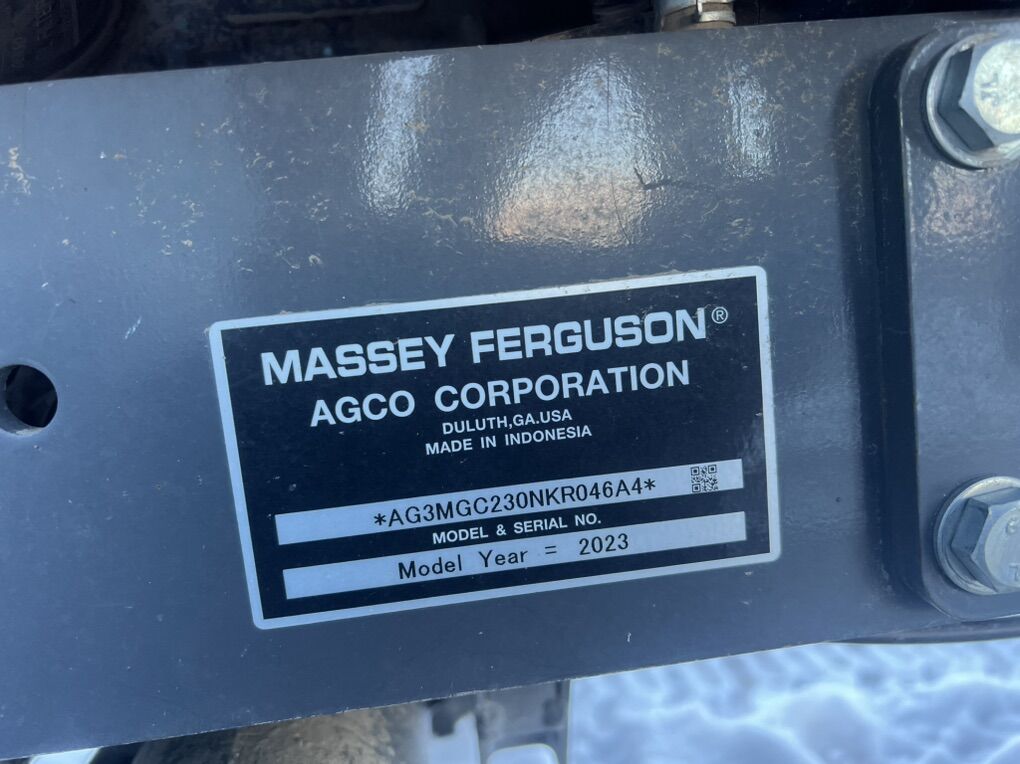 MASSEY FERGUSON®
AGCO CORPORATION
DULUTH,GA.USA
MADE IN INDONESIA
*AG3MGC230NKR046A4*
MODEL & SERIAL NO.
Model Year = 2023